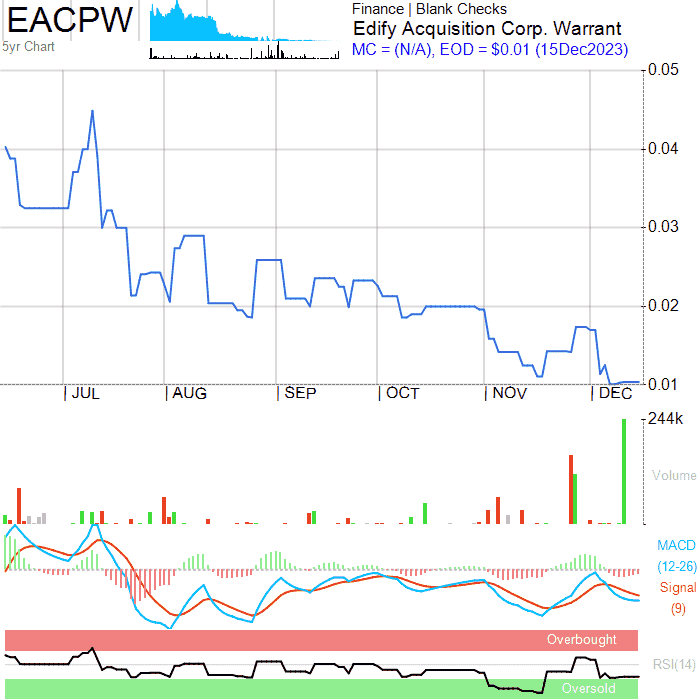 EACPW
5yr Chart
Finance | Blank Checks
Edify Acquisition Corp. Warrant
MC = (N/A), EOD = $0.01 (15Dec2023)
0.05
0.04
0.03
0.02
0.01
| JUL | AUG | SEP | OCT | NOV | DEC
244k
Volume
MACD
(12-26)
Signal
(9)
Overbought
RSI(14)
Oversold